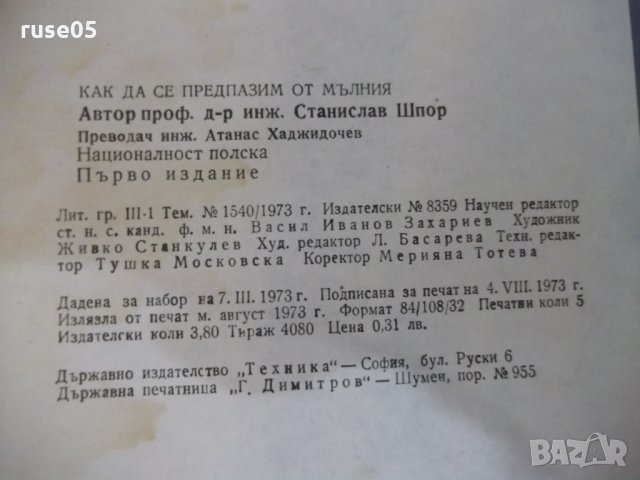 ruse05
КАК ДА СЕ ПРЕДПАЗИМ ОТ МЪЛНИЯ
Автор проф. д-р инж. Станислав Шпор
Преводач инж. Атанас Хаджидочев
Националност полска
Първо издание
Лит. гр. III-1 Тем. № 1540/1973 г. Издателски № 8359 Научен редактор
ст. н. с. канд. ф. м. н. Васил Иванов Захариев Художник
Живко Станкулев Худ. редактор Л. Басарева Техн. редак-
тор Тушка Московска Коректор Мерияна Тотева
Дадена за набор на 7. III. 1973 г. Подписана за печат на 4. VIII. 1973 г.
Излязла от печат м. август 1973 г. Формат 84/108/32 Печатни коли 5
Издателски коли 3,80 Тираж 4080 Цена 0,31 лв.
Държавно издателство „Техника" — София, бул. Руски 6
Държавна печатница „Г. Димитров" — Шумен, пор. № 955
BAZAR